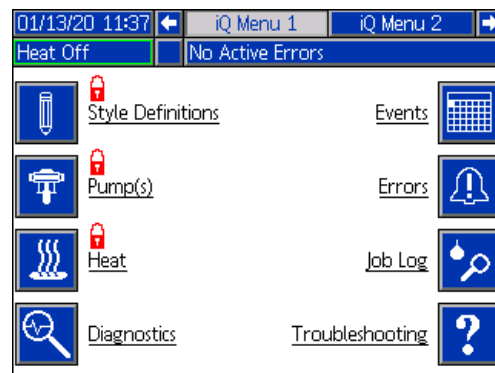 01/13/20 11:37 iQ Menu 1 iQ Menu 2
Heat Off No Active Errors
Style Definitions Events
Pump(s) Errors
Heat Job Log
Diagnostics Troubleshooting
?